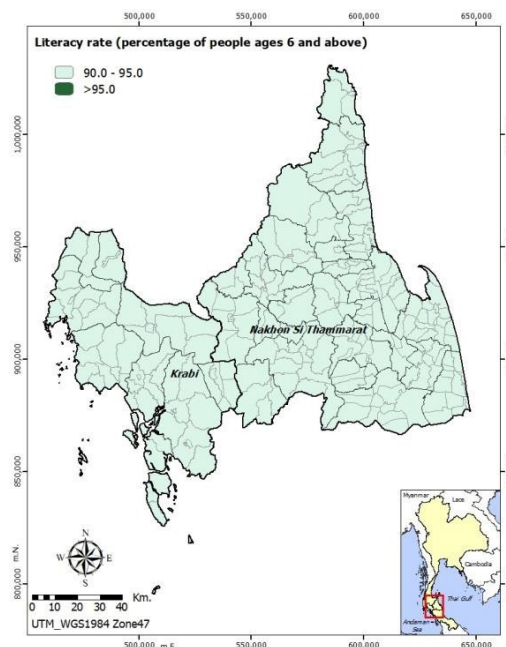 500,000 550,000 600,000 650,000
Literacy rate (percentage of people ages 6 and above)
90.0 - 95.0
>95.0
1,000,000
950,000
900,000
850,000
800,000 m.N.
Nakhon Si Thammarat
Krabi
N
W E
S
0 10 20 30 40 Km.
UTM_WGS1984 Zone47
Myanmar
Laos
Cambodia
Thai Gulf
Andaman
Sea
500,000 m.E. 550,000 600,000 650,000